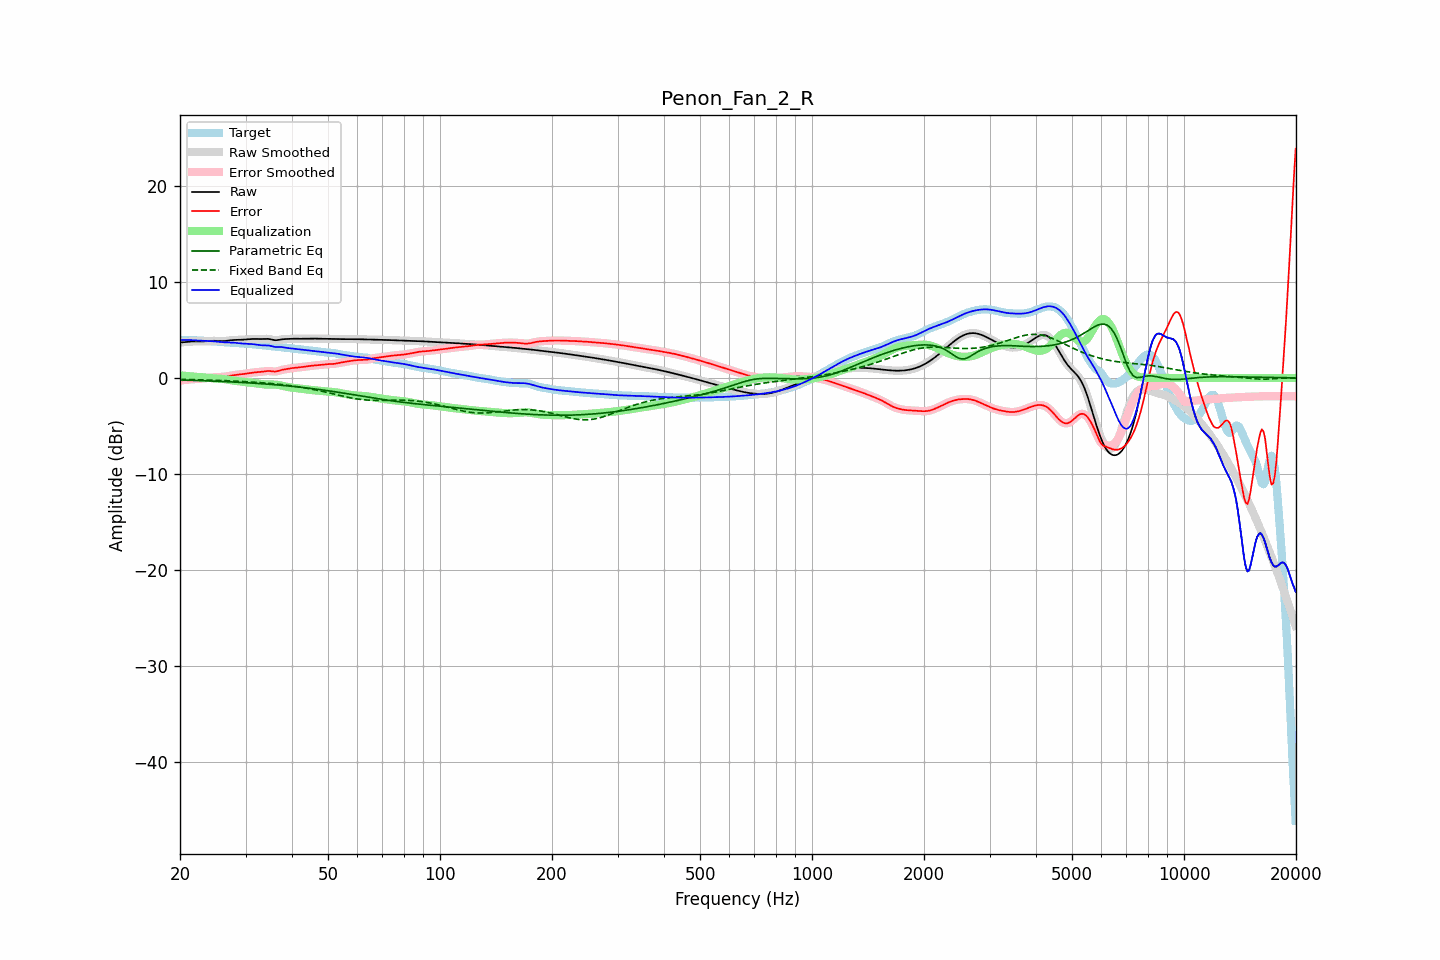 Penon_Fan_2_R
Target
Raw Smoothed
Error Smoothed
Raw
Error
Equalization
Parametric Eq
Fixed Band Eq
Equalized
20
10
0
−10
−20
−30
−40
Amplitude (dBr)
20 50 100 200 500 1000 2000 5000 10000 20000
Frequency (Hz)